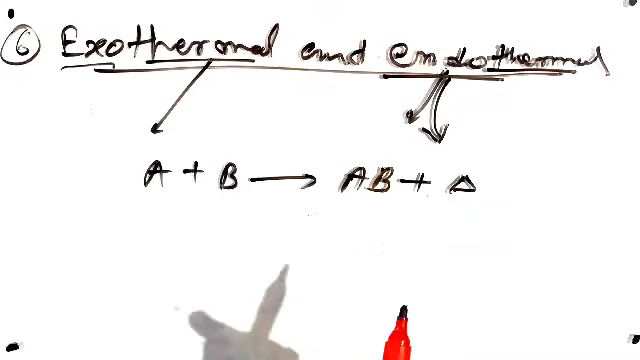 ⑥ Exothermal and endothermal
A + B → AB + Δ